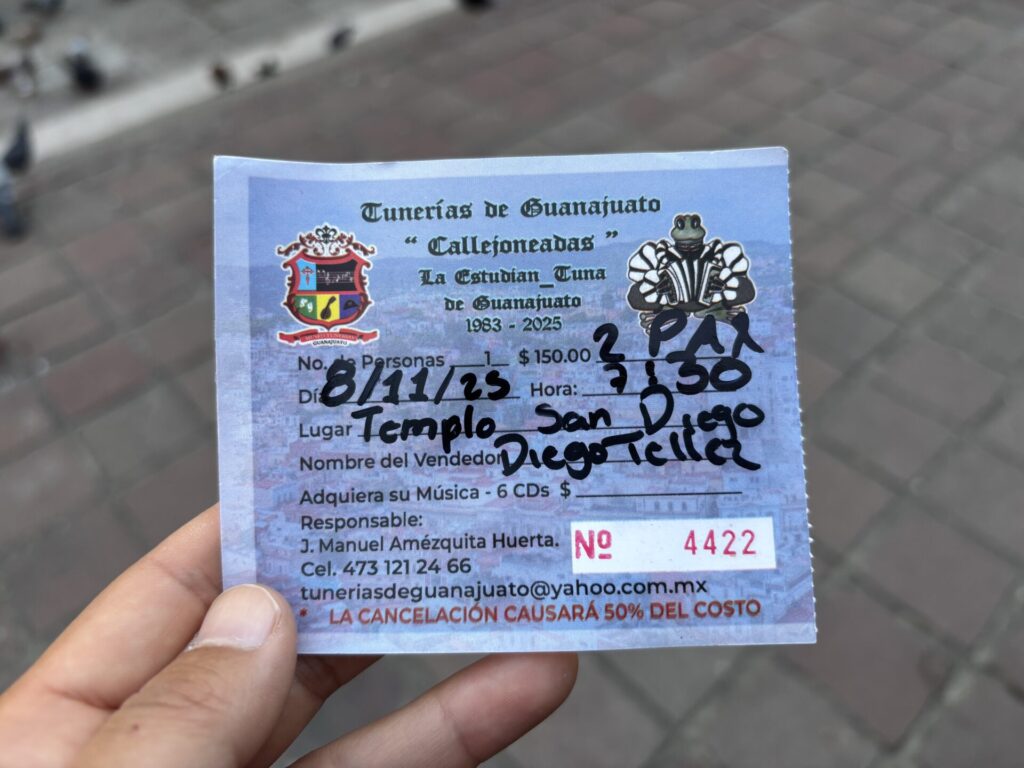 Tunerías de Guanajuato
" Callejoneadas "
La Estudian_Tuna
de Guanajuato
1983 - 2025
GUANAJUATO
No. de Personas 1 $ 150.00 2 PAX
Día 8/11/25 Hora: 7:30
Lugar Templo San Diego
Nombre del Vendedor Diego Tellez
Adquiera su Música - 6 CDs $
Responsable:
J. Manuel Amézquita Huerta.
Cel. 473 121 24 66
Nº 4422
tuneriasdeguanajuato@yahoo.com.mx
* LA CANCELACIÓN CAUSARÁ 50% DEL COSTO